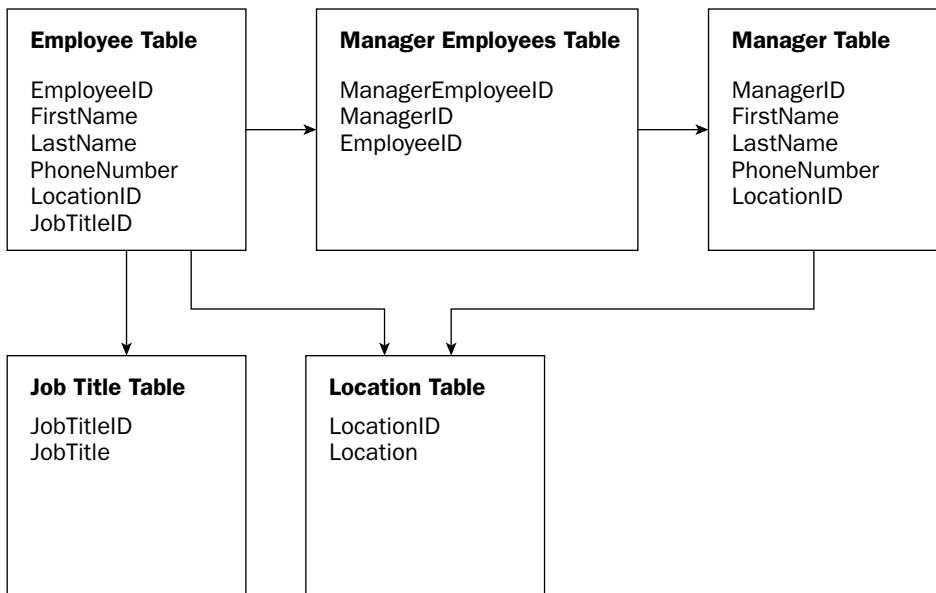 Employee Table
EmployeeID
FirstName
LastName
PhoneNumber
LocationID
JobTitleID
Manager Employees Table
ManagerEmployeeID
ManagerID
EmployeeID
Manager Table
ManagerID
FirstName
LastName
PhoneNumber
LocationID
Job Title Table
JobTitleID
JobTitle
Location Table
LocationID
Location